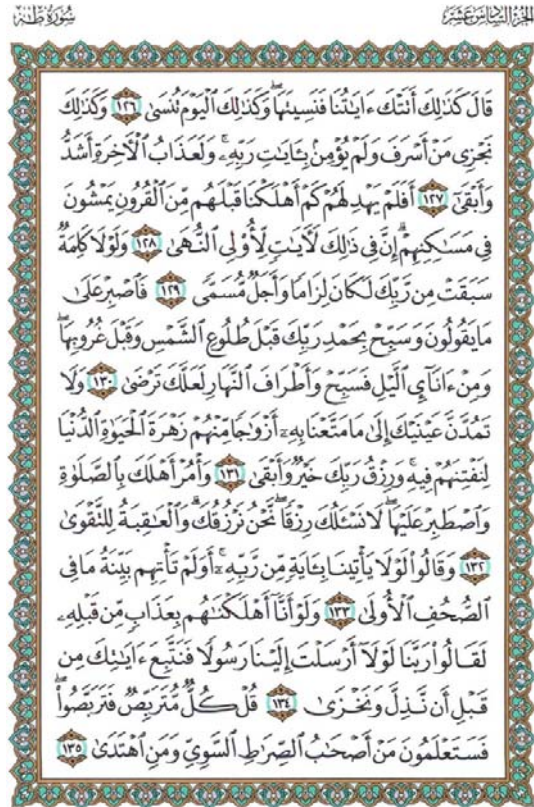 الجزء السادس عشر
سورة طه
قَالَ كَذَٰلِكَ أَتَتْكَ ءَايَٰتُنَا فَنَسِيتَهَاۖ وَكَذَٰلِكَ ٱلْيَوْمَ تُنسَىٰ ١٢٦ وَكَذَٰلِكَ
نَجْزِى مَنْ أَسْرَفَ وَلَمْ يُؤْمِنۢ بِـَٔايَٰتِ رَبِّهِۦۚ وَلَعَذَابُ ٱلْأَخِرَةِ أَشَدُّ
وَأَبْقَىٰٓ ١٢٧ أَفَلَمْ يَهْدِ لَهُمْ كَمْ أَهْلَكْنَا قَبْلَهُم مِّنَ ٱلْقُرُونِ يَمْشُونَ
فِى مَسَٰكِنِهِمْۗ إِنَّ فِى ذَٰلِكَ لَأَيَٰتٍ لِّأُو۟لِى ٱلنُّهَىٰ ١٢٨ وَلَوْلَا كَلِمَةٌ
سَبَقَتْ مِن رَّبِّكَ لَكَانَ لِزَامًا وَأَجَلٌ مُّسَمًّى ١٢٩ فَٱصْبِرْ عَلَىٰ
مَا يَقُولُونَ وَسَبِّحْ بِحَمْدِ رَبِّكَ قَبْلَ طُلُوعِ ٱلشَّمْسِ وَقَبْلَ غُرُوبِهَاۖ
وَمِنْ ءَانَآئِ ٱلَّيْلِ فَسَبِّحْ وَأَطْرَافَ ٱلنَّهَارِ لَعَلَّكَ تَرْضَىٰ ١٣٠ وَلَا
تَمُدَّنَّ عَيْنَيْكَ إِلَىٰ مَا مَتَّعْنَا بِهِۦٓ أَزْوَٰجًا مِّنْهُمْ زَهْرَةَ ٱلْحَيَوٰةِ ٱلدُّنْيَا
لِنَفْتِنَهُمْ فِيهِۚ وَرِزْقُ رَبِّكَ خَيْرٌ وَأَبْقَىٰ ١٣١ وَأْمُرْ أَهْلَكَ بِٱلصَّلَوٰةِ
وَٱصْطَبِرْ عَلَيْهَاۖ لَا نَسْـَٔلُكَ رِزْقًاۖ نَّحْنُ نَرْزُقُكَۗ وَٱلْعَٰقِبَةُ لِلتَّقْوَىٰ
١٣٢ وَقَالُوا۟ لَوْلَا يَأْتِينَا بِـَٔايَةٍ مِّن رَّبِّهِۦٓۚ أَوَلَمْ تَأْتِهِم بَيِّنَةُ مَا فِى
ٱلصُّحُفِ ٱلْأُولَىٰ ١٣٣ وَلَوْ أَنَّآ أَهْلَكْنَٰهُم بِعَذَابٍ مِّن قَبْلِهِۦ
لَقَالُوا۟ رَبَّنَا لَوْلَآ أَرْسَلْتَ إِلَيْنَا رَسُولًا فَنَتَّبِعَ ءَايَٰتِكَ مِن
قَبْلِ أَن نَّذِلَّ وَنَخْزَىٰ ١٣٤ قُلْ كُلٌّ مُّتَرَبِّصٌ فَتَرَبَّصُوا۟ۖ
فَسَتَعْلَمُونَ مَنْ أَصْحَٰبُ ٱلصِّرَٰطِ ٱلسَّوِىِّ وَمَنِ ٱهْتَدَىٰ ١٣٥